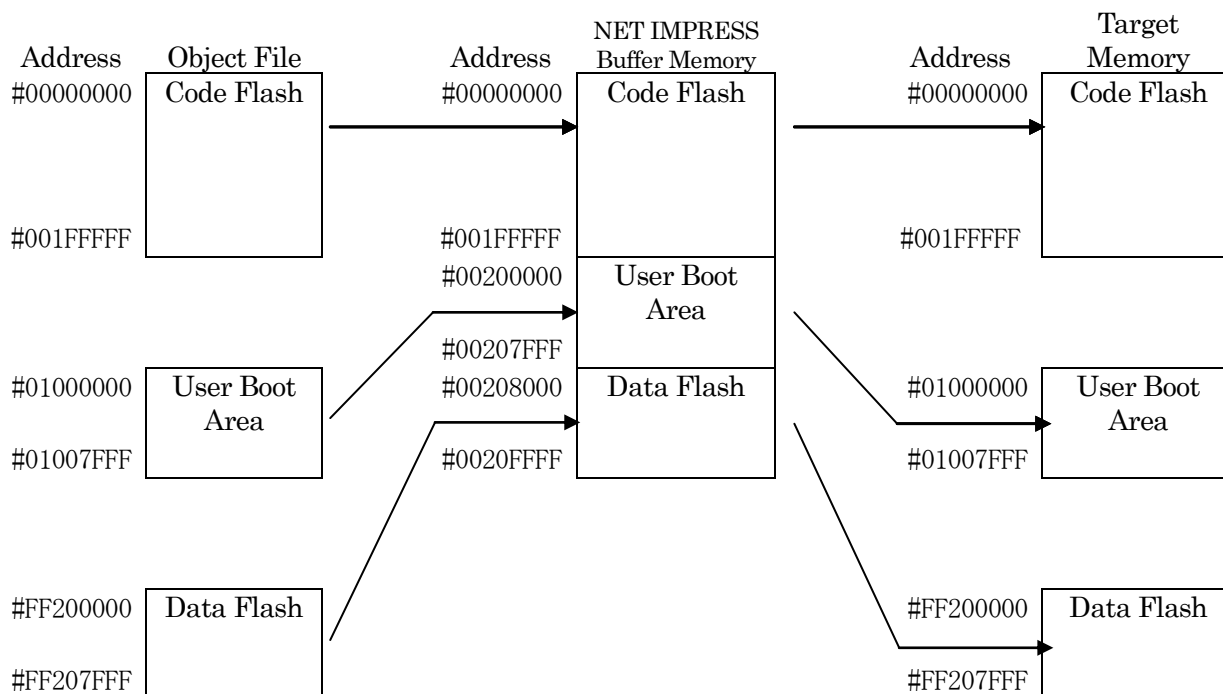 NET IMPRESS
Target
Address Object File Address Buffer Memory Address Memory
#00000000 Code Flash #00000000 Code Flash #00000000 Code Flash
#001FFFFF #001FFFFF #001FFFFF
#00200000 User Boot
Area
#00207FFF
#01000000 User Boot #00208000 Data Flash #01000000 User Boot
Area Area
#01007FFF #0020FFFF #01007FFF
#FF200000 Data Flash #FF200000 Data Flash
#FF207FFF #FF207FFF